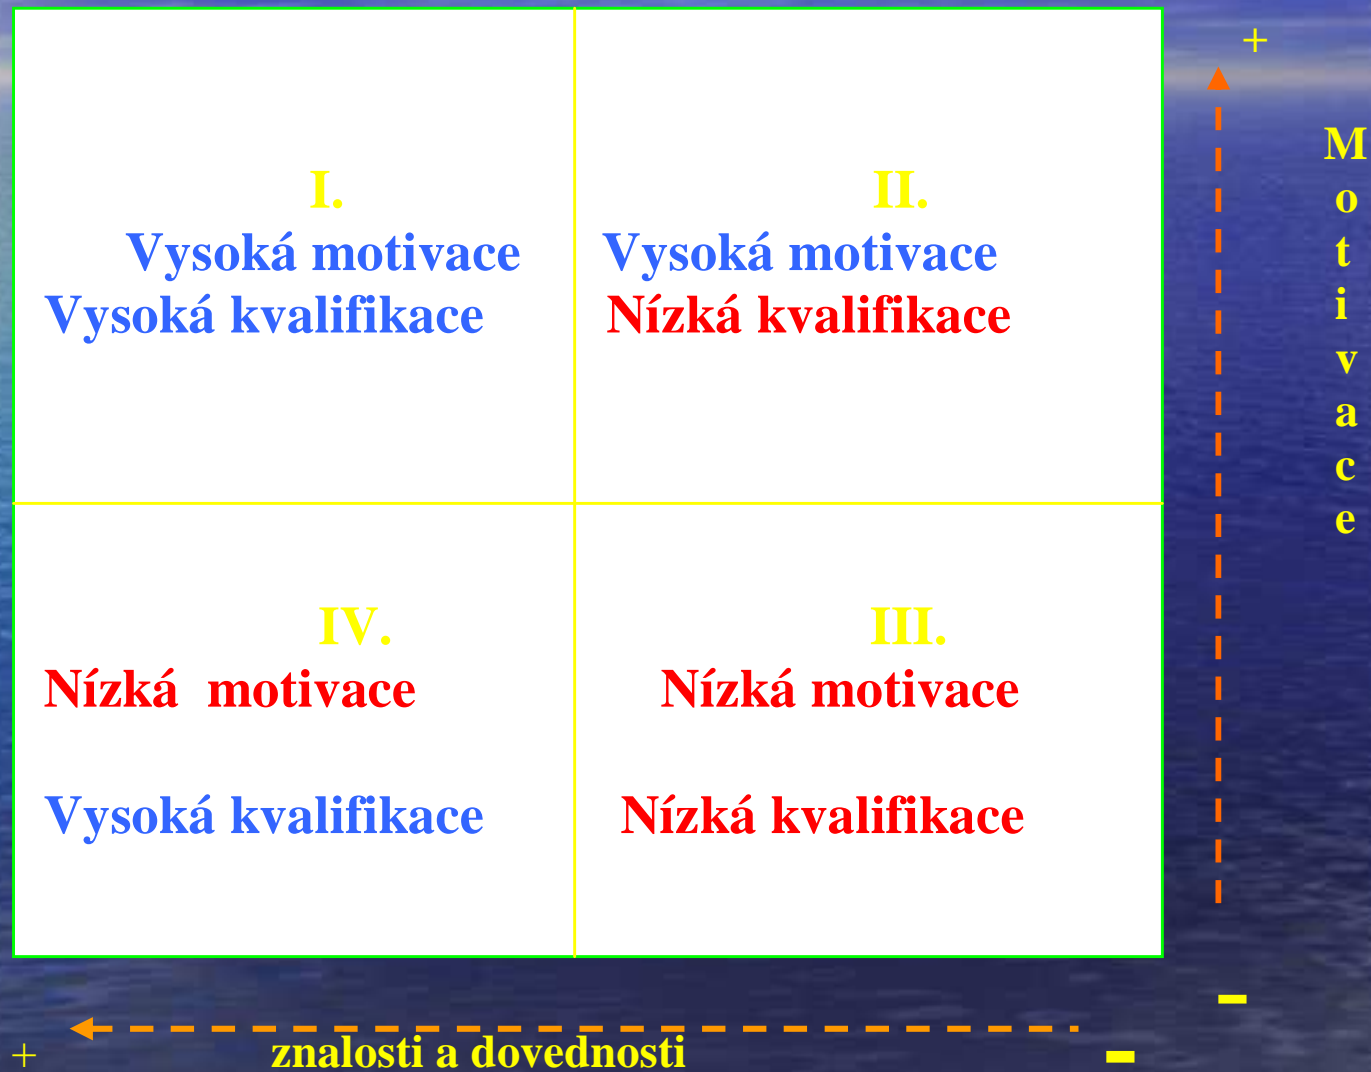 I.
Vysoká motivace
Vysoká kvalifikace
II.
Vysoká motivace
Nízká kvalifikace
IV.
Nízká  motivace
Vysoká kvalifikace
III.
Nízká motivace
Nízká kvalifikace
+
M
o
t
i
v
a
c
e
-
+
znalosti a dovednosti
-